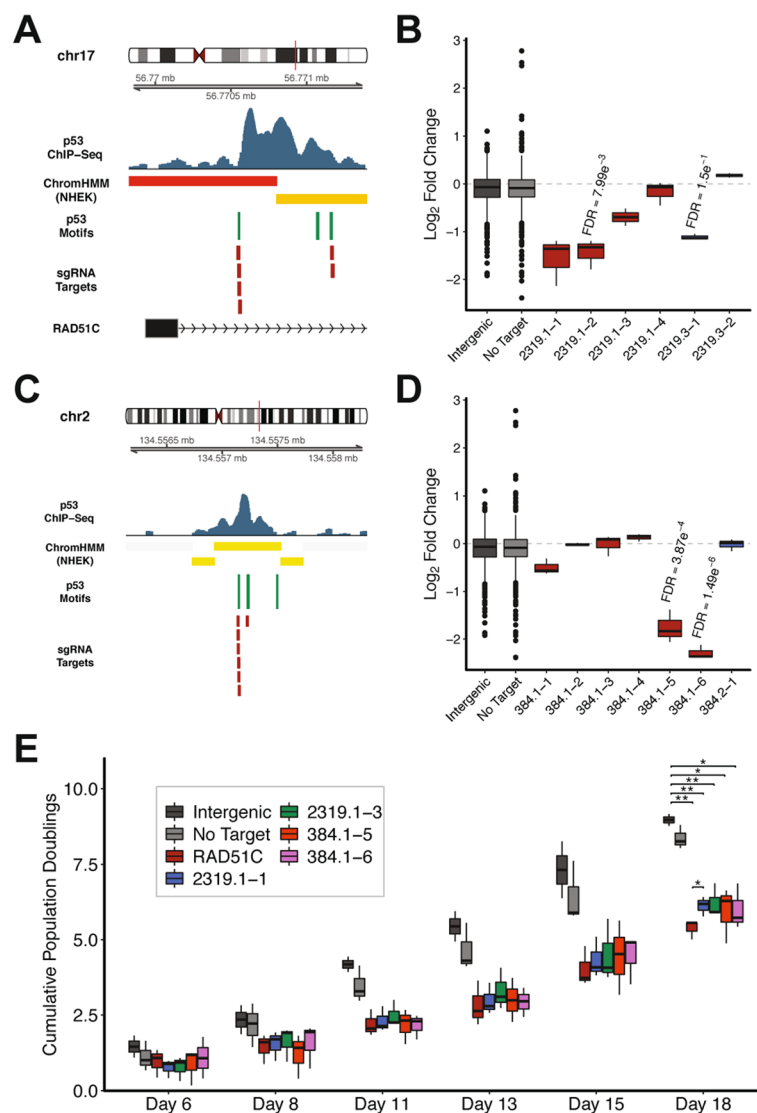 A
chr17
56.77 mb
56.771 mb
56.7705 mb
p53
ChIP-Seq
ChromHMM
(NHEK)
p53
Motifs
sgRNA
Targets
RAD51C
B
Log2 Fold Change
3
2
1
0
−1
−2
FDR = 7.99e−3
FDR = 1.5e−1
Intergenic
No Target
2319.1−1
2319.1−2
2319.1−3
2319.1−4
2319.3−1
2319.3−2
C
chr2
134.5565 mb
134.5575 mb
134.557 mb
134.558 mb
p53
ChIP-Seq
ChromHMM
(NHEK)
p53
Motifs
sgRNA
Targets
D
Log2 Fold Change
3
2
1
0
−1
−2
FDR = 3.87e−4
FDR = 1.49e−6
Intergenic
No Target
384.1−1
384.1−2
384.1−3
384.1−4
384.1−5
384.1−6
384.2−1
E
Cumulative Population Doublings
10.0
7.5
5.0
2.5
0.0
Intergenic
No Target
RAD51C
2319.1−1
2319.1−3
384.1−5
384.1−6
*
*
**
**
**
*
Day 6
Day 8
Day 11
Day 13
Day 15
Day 18